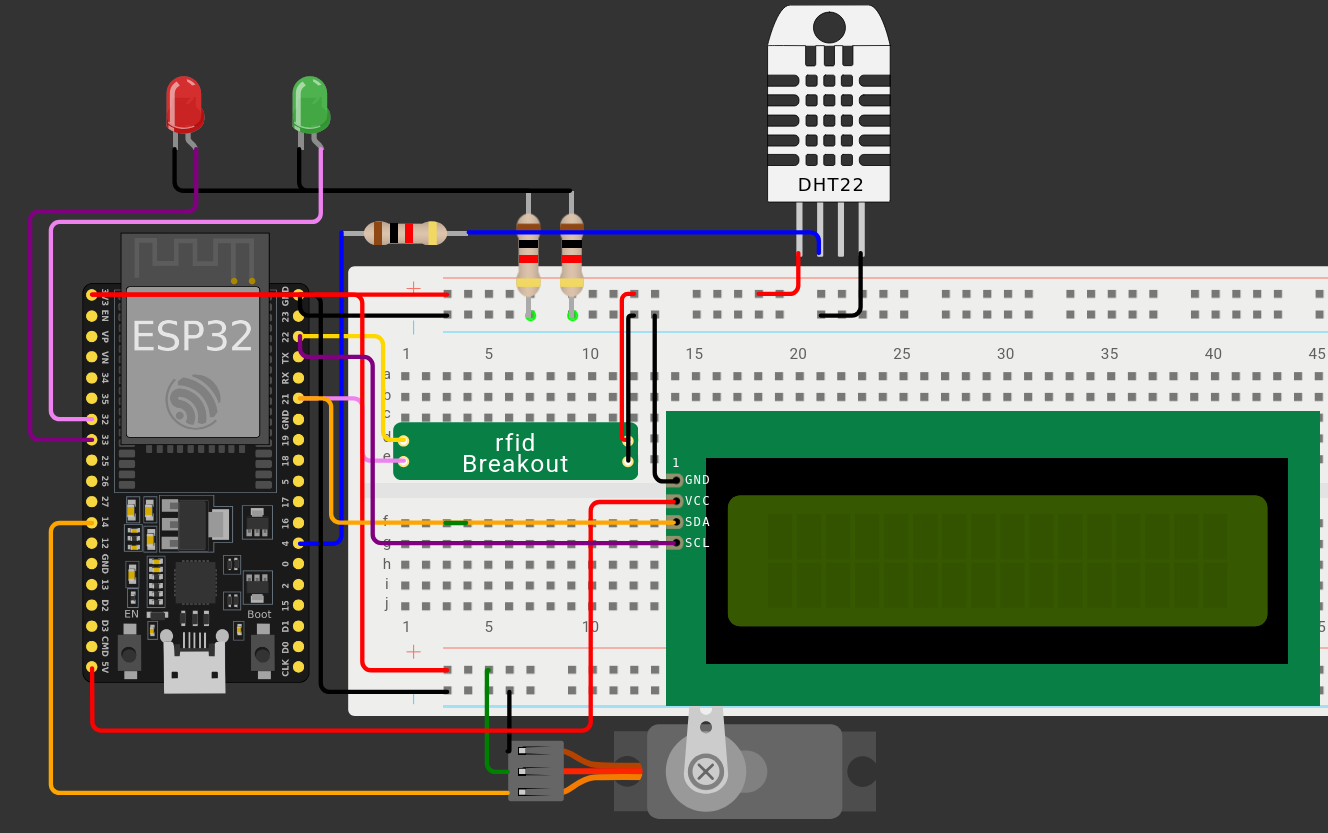 DHT22
ESP32
3V3
EN
VP
VN
34
35
32
33
25
26
27
14
12
GND
13
D2
D3
CMD
5V
GND
23
22
TX
RX
21
GND
19
18
5
17
16
4
0
2
15
D1
D0
CLK
EN
Boot
+
1 5 10 15 20 25 30 35 40 45
a
b
c
d
e
rfid
Breakout
f
g
h
i
j
1 5 10
+
1
GND
VCC
SDA
SCL